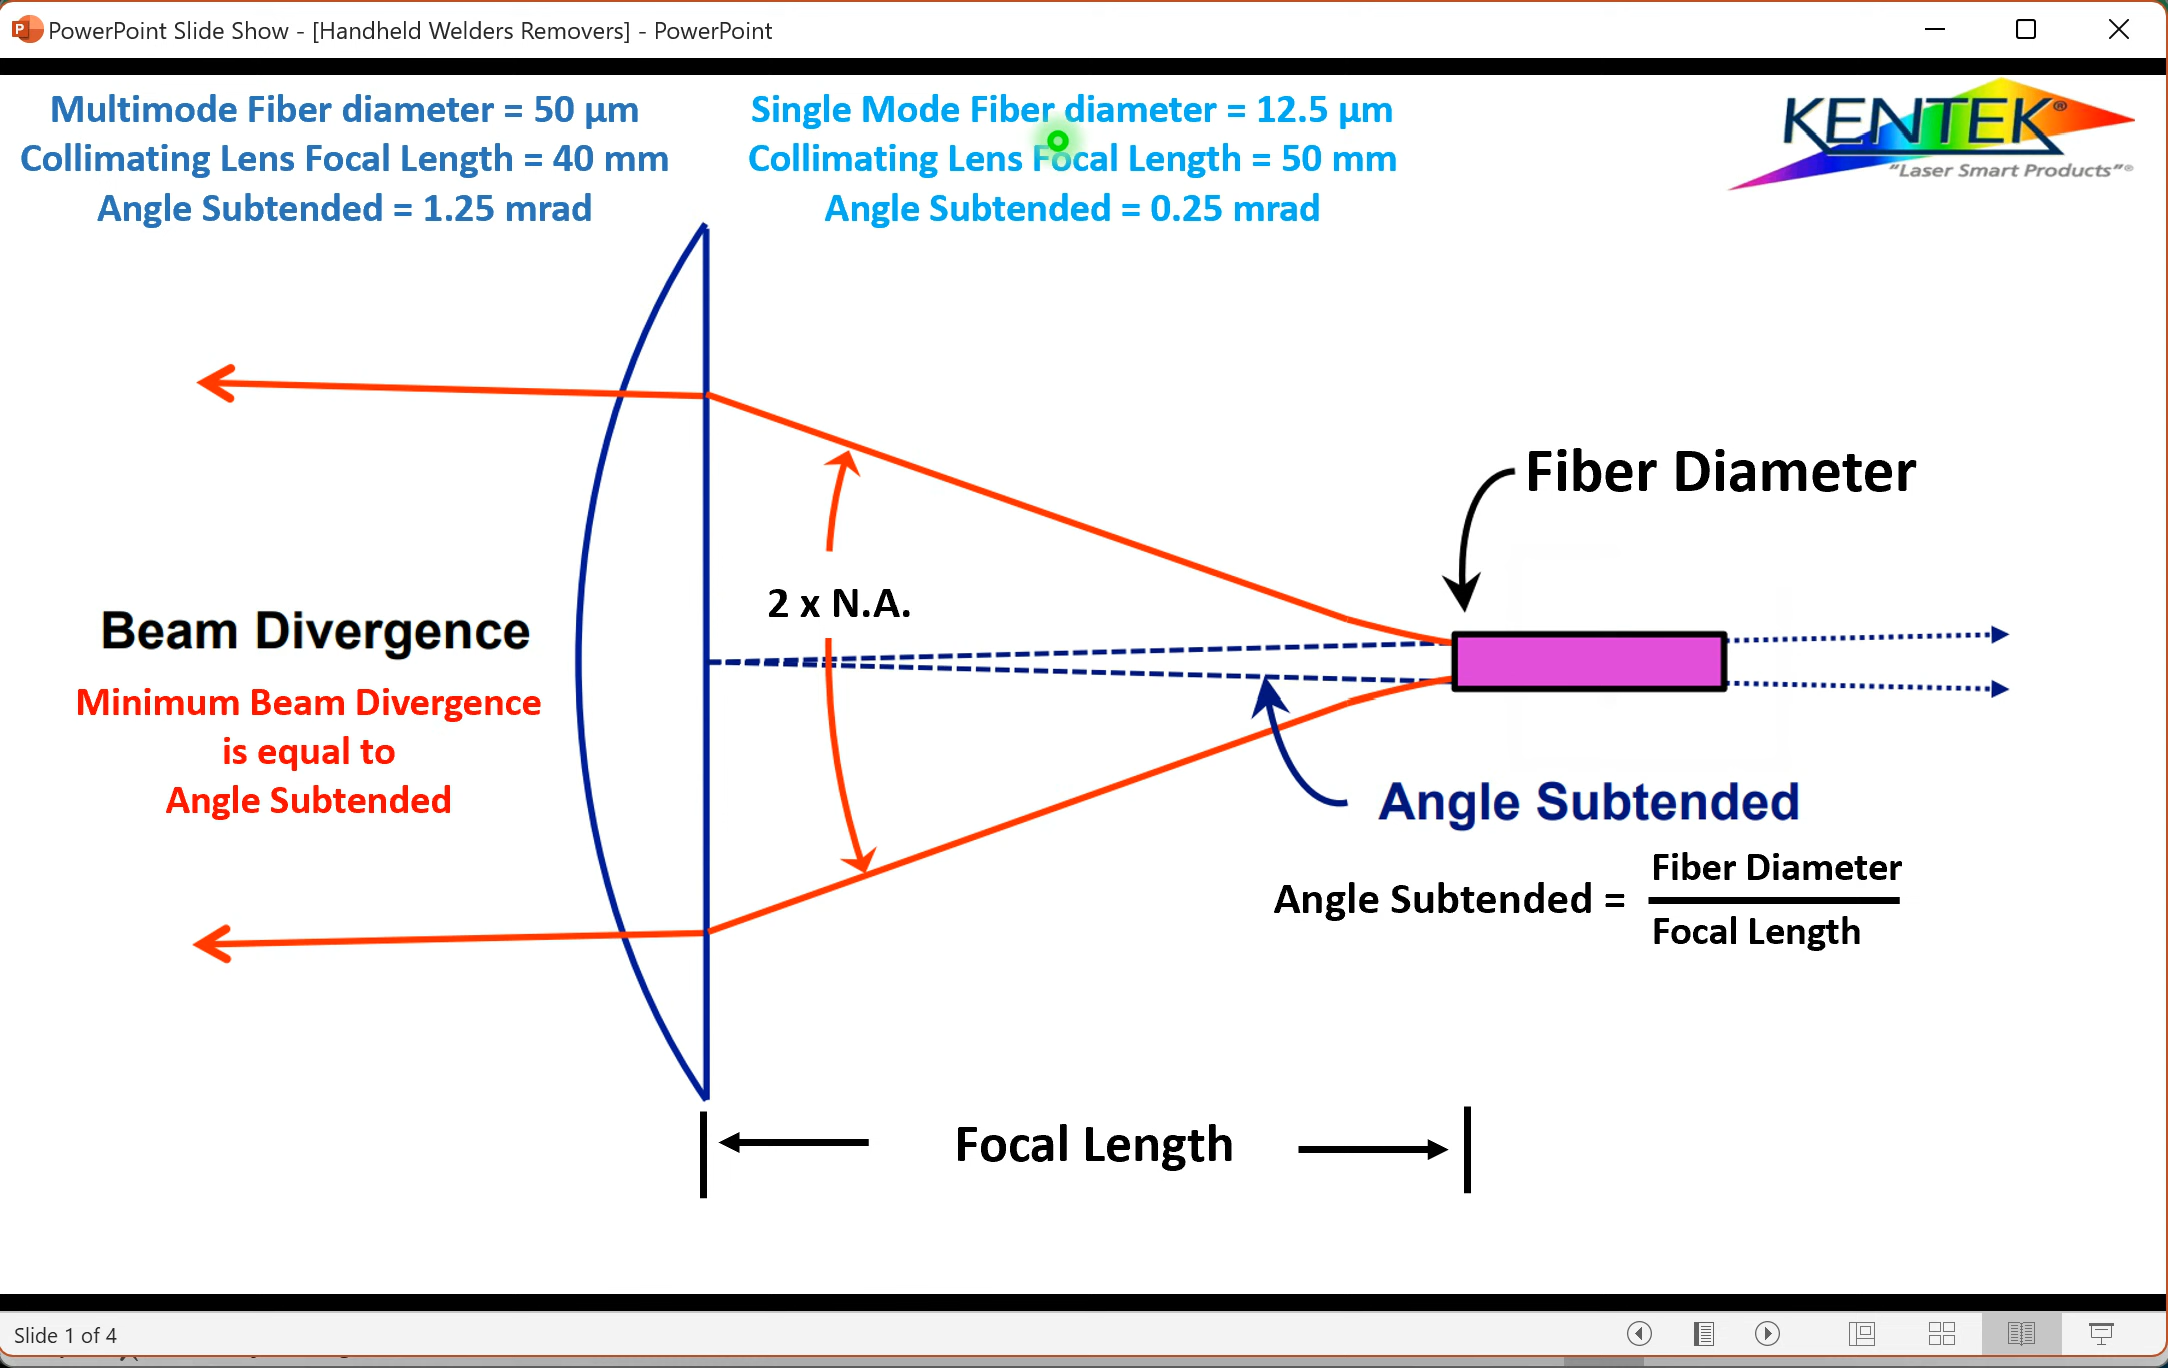 PowerPoint Slide Show - [Handheld Welders Removers] - PowerPoint
Multimode Fiber diameter = 50 µm
Collimating Lens Focal Length = 40 mm
Angle Subtended = 1.25 mrad
Single Mode Fiber diameter = 12.5 µm
Collimating Lens Focal Length = 50 mm
Angle Subtended = 0.25 mrad
KENTEK®
"Laser Smart Products"®
Fiber Diameter
2 x N.A.
Beam Divergence
Minimum Beam Divergence
is equal to
Angle Subtended
Angle Subtended
Angle Subtended = Fiber Diameter
Focal Length
Focal Length
Slide 1 of 4